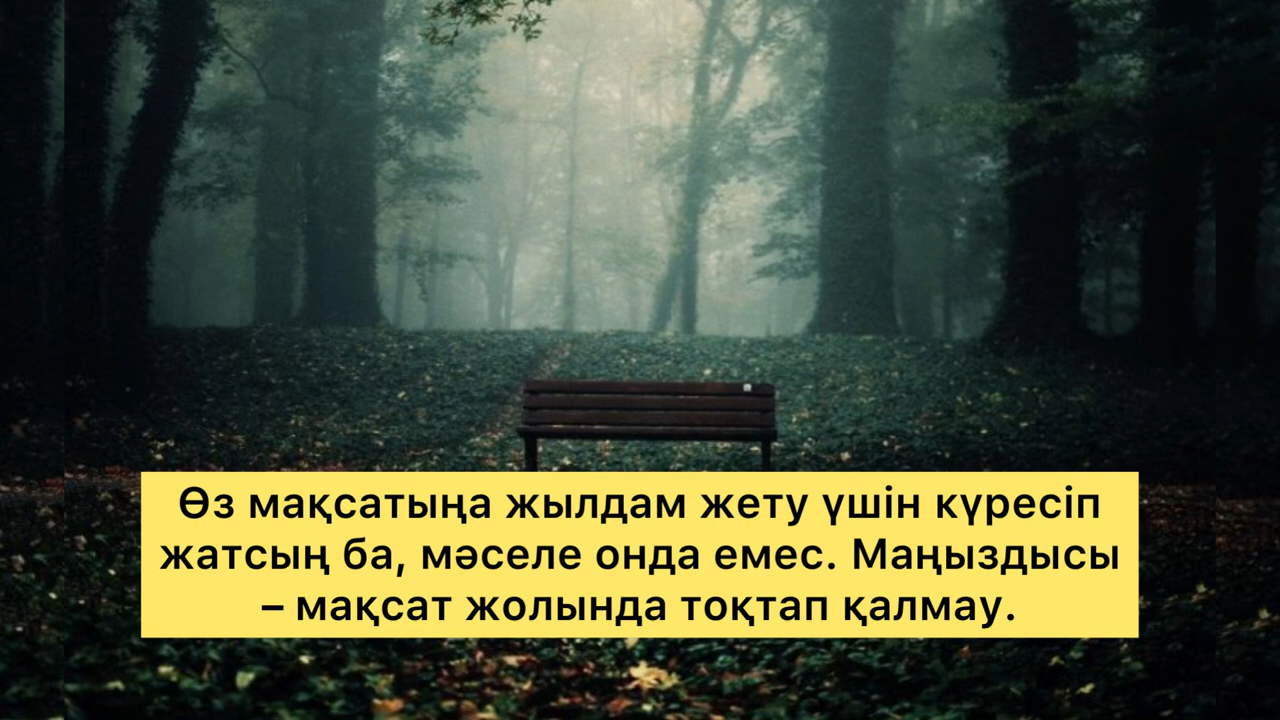 Өз мақсатыңа жылдам жету үшін күресіп
жатсың ба, мәселе онда емес. Маңыздысы
– мақсат жолында тоқтап қалмау.